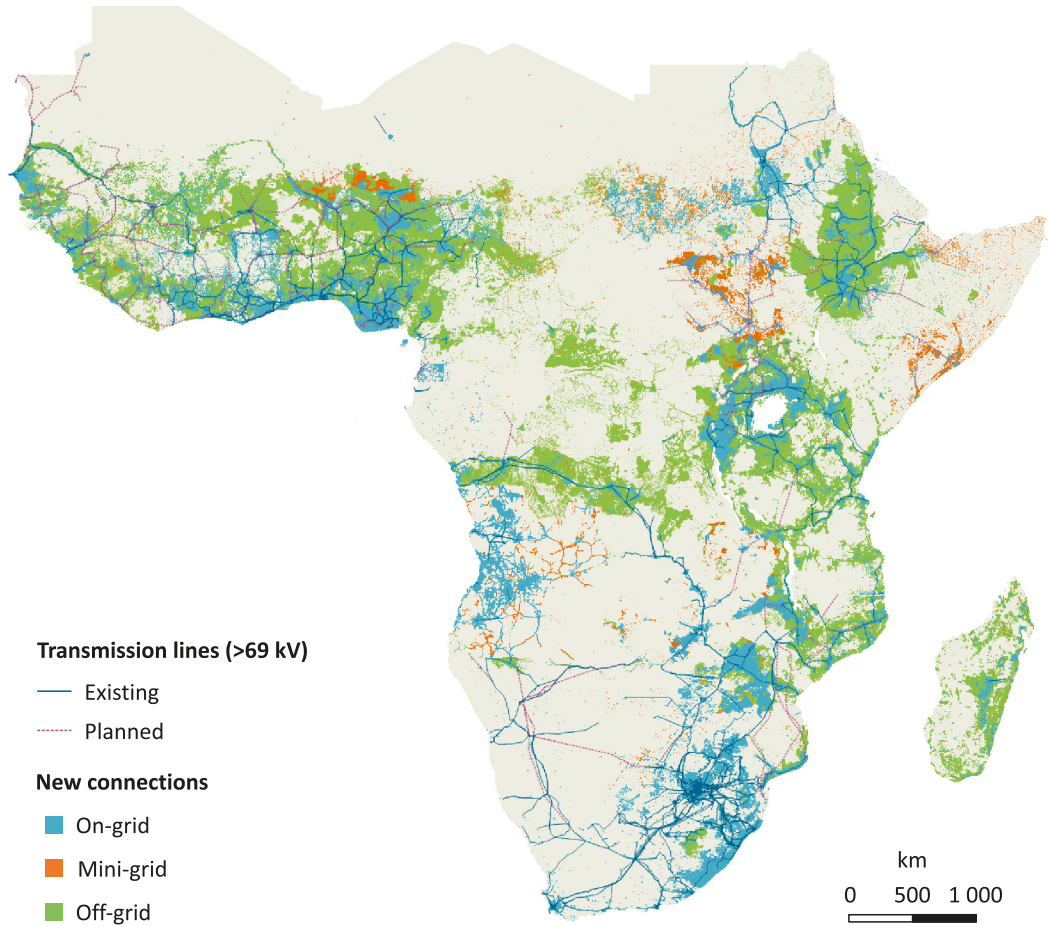 Transmission lines (>69 kV)
Existing
Planned
New connections
On-grid
Mini-grid
Off-grid
km
0 500 1 000